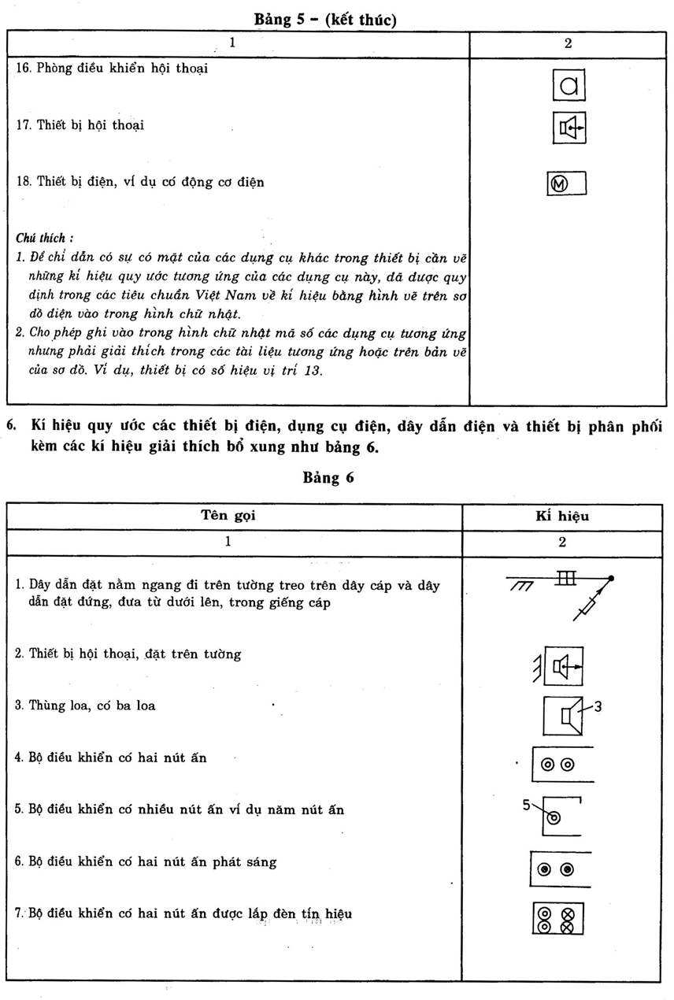 Bảng 5 – (kết thúc)
1
2
16. Phòng điều khiển hội thoại
a
17. Thiết bị hội thoại
18. Thiết bị điện, ví dụ có động cơ điện
M
Chú thích :
1. Để chỉ dẫn có sự có mặt của các dụng cụ khác trong thiết bị cần vẽ
những kí hiệu quy ước tương ứng của các dụng cụ này, đã được quy
định trong các tiêu chuẩn Việt Nam về kí hiệu bằng hình vẽ trên sơ
đồ điện vào trong hình chữ nhật.
2. Cho phép ghi vào trong hình chữ nhật mã số các dụng cụ tương ứng
nhưng phải giải thích trong các tài liệu tương ứng hoặc trên bản vẽ
của sơ đồ. Ví dụ, thiết bị có số hiệu vị trí 13.
6. Kí hiệu quy ước các thiết bị điện, dụng cụ điện, dây dẫn điện và thiết bị phân phối
kèm các kí hiệu giải thích bổ xung như bảng 6.
Bảng 6
Tên gọi
Kí hiệu
1
2
1. Dây dẫn đặt nằm ngang đi trên tường treo trên dây cáp và dây
dẫn đặt đứng, đưa từ dưới lên, trong giếng cáp
2. Thiết bị hội thoại, đặt trên tường
3. Thùng loa, có ba loa
3
4. Bộ điều khiển có hai nút ấn
5. Bộ điều khiển có nhiều nút ấn ví dụ năm nút ấn
5
6. Bộ điều khiển có hai nút ấn phát sáng
7. Bộ điều khiển có hai nút ấn được lắp đèn tín hiệu